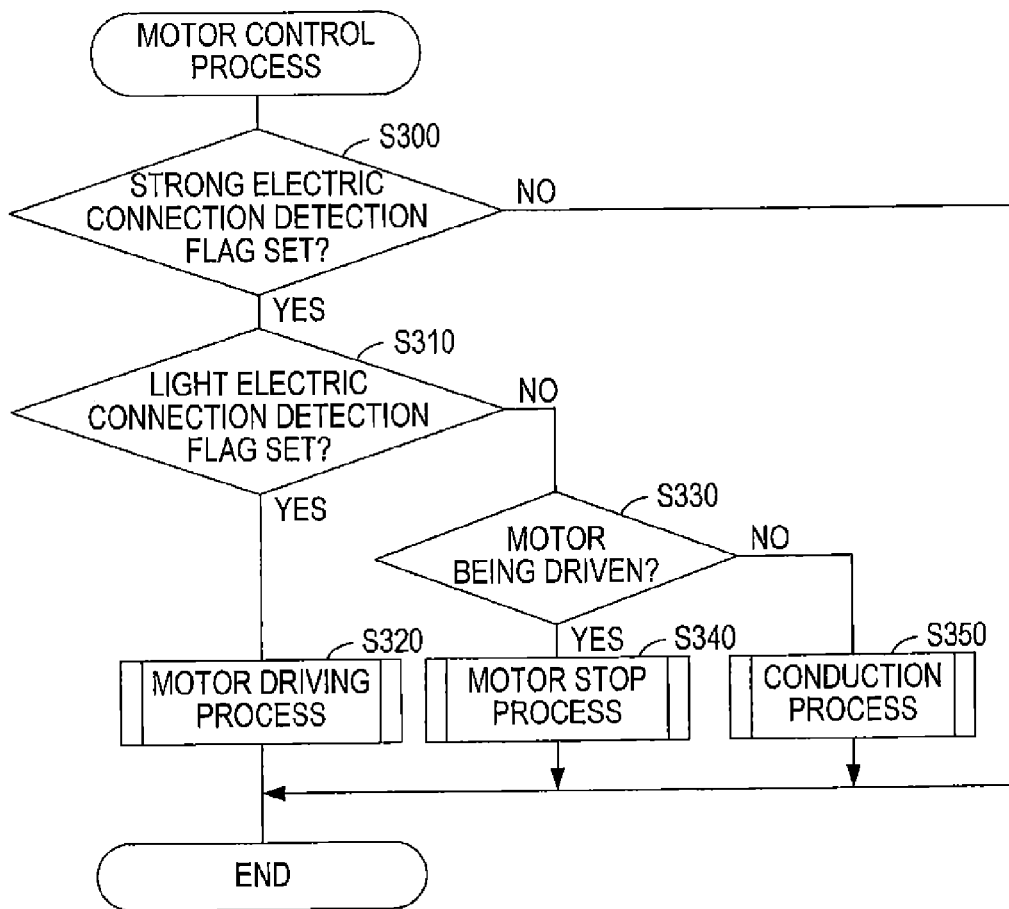 MOTOR CONTROL
PROCESS
S300
STRONG ELECTRIC
CONNECTION DETECTION
FLAG SET?
NO
YES
S310
LIGHT ELECTRIC
CONNECTION DETECTION
FLAG SET?
NO
YES
S330
MOTOR
BEING DRIVEN?
NO
YES
S320
MOTOR DRIVING
PROCESS
S340
MOTOR STOP
PROCESS
S350
CONDUCTION
PROCESS
END